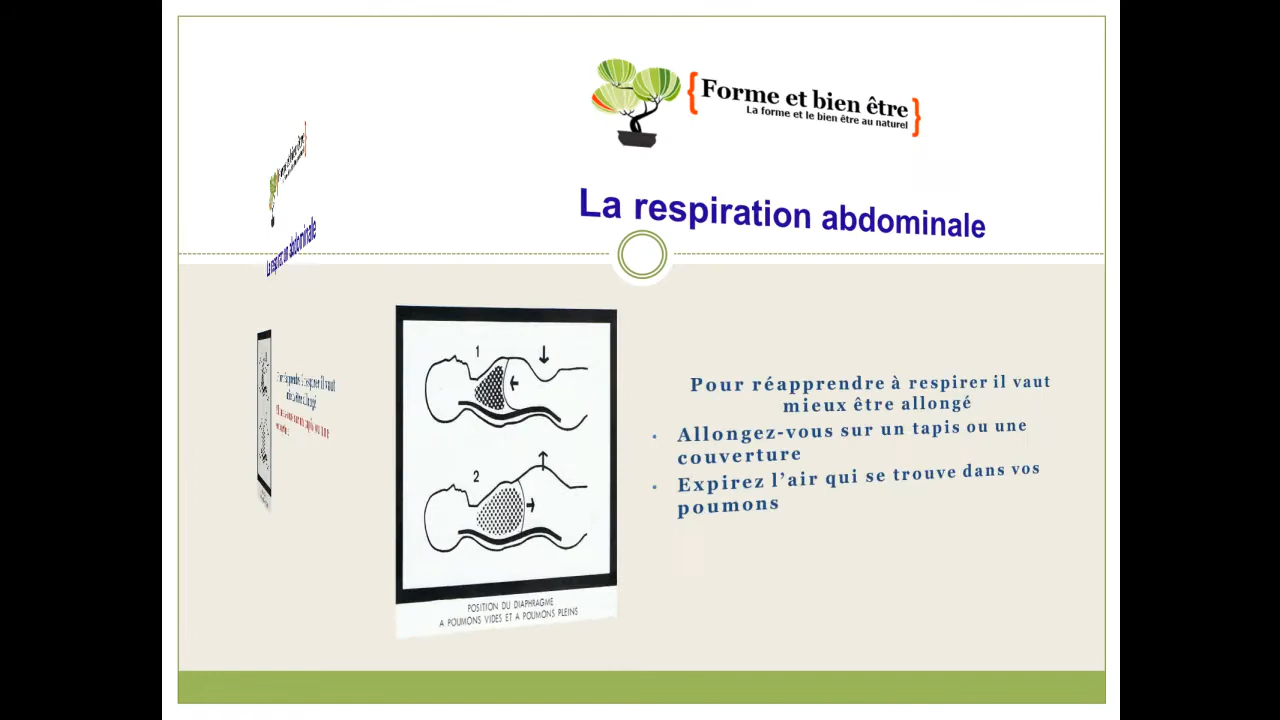 { Forme et bien être }
La forme et le bien être au naturel
La respiration abdominale
1
2
POSITION DU DIAPHRAGME
A POUMONS VIDES ET A POUMONS PLEINS
Pour réapprendre à respirer il vaut
mieux être allongé
• Allongez-vous sur un tapis ou une
couverture
• Expirez l’air qui se trouve dans vos
poumons